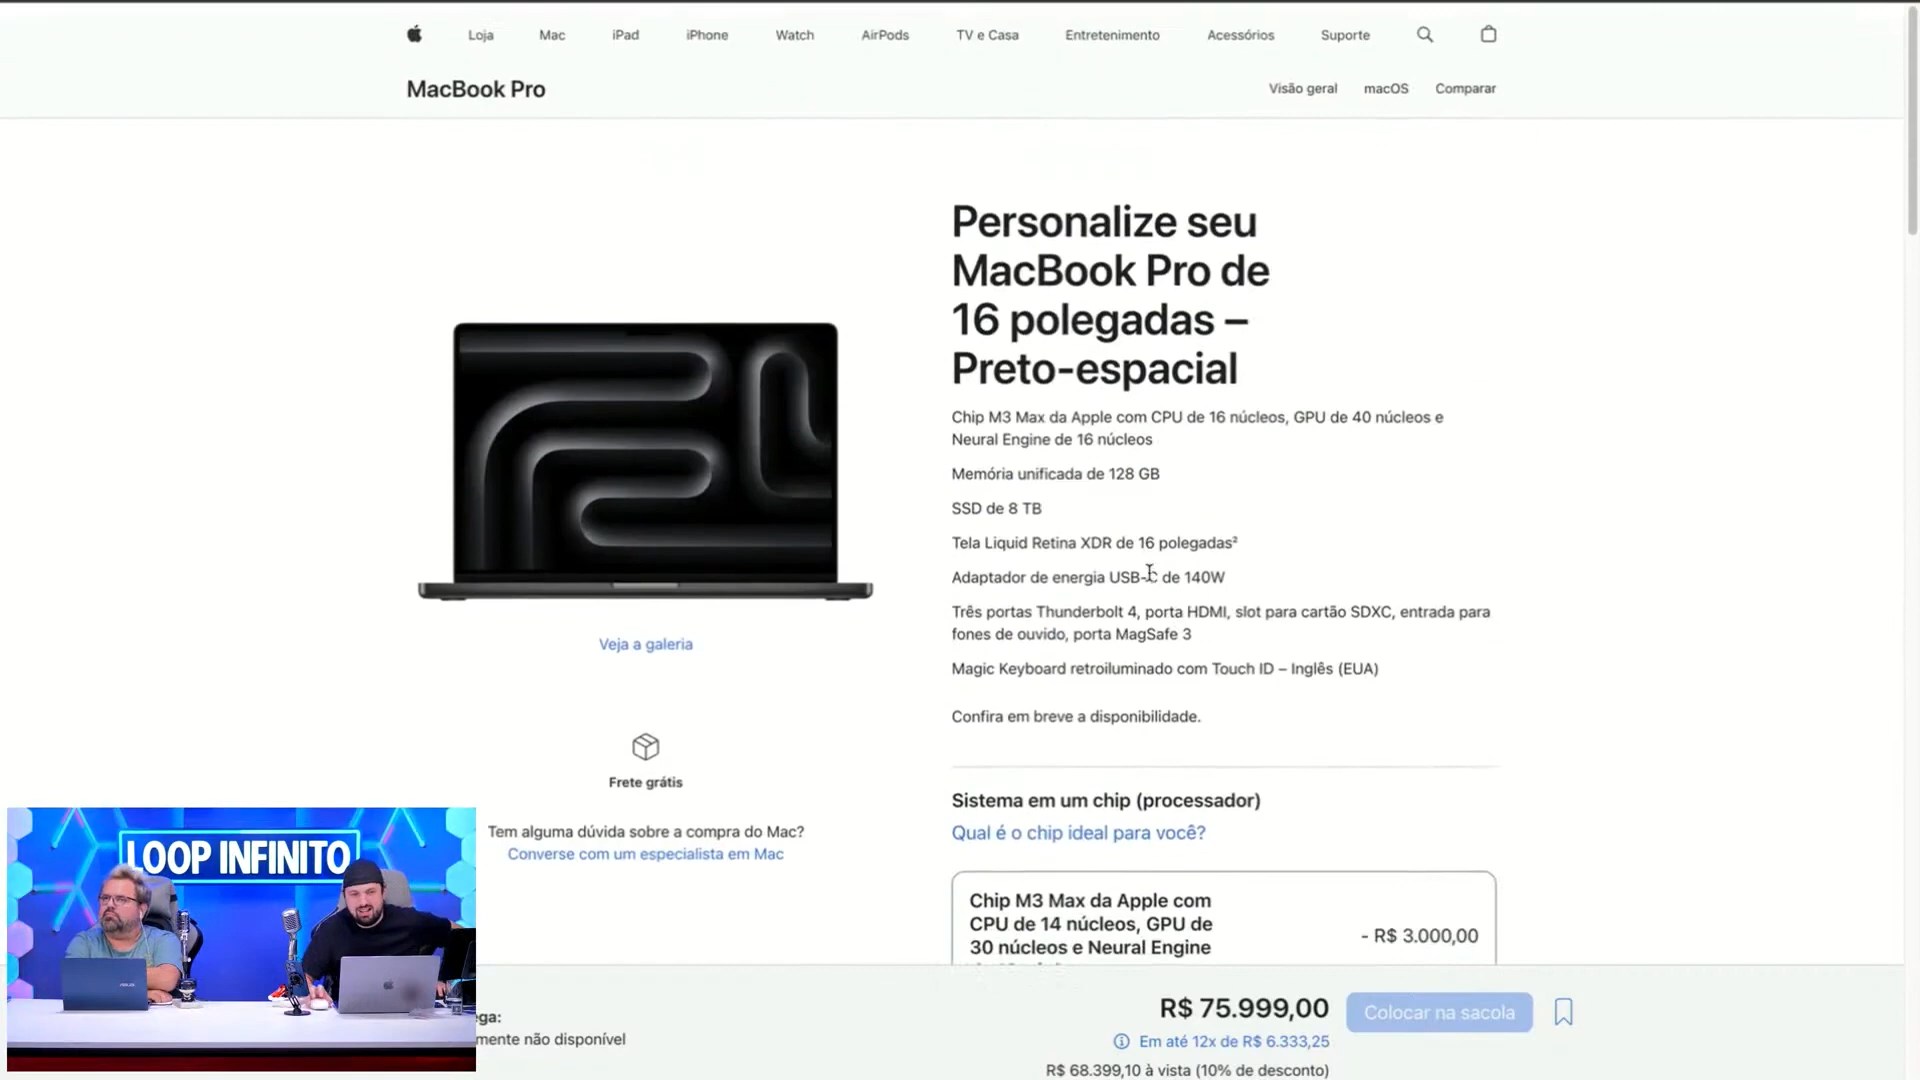 Loja Mac iPad iPhone Watch AirPods TV e Casa Entretenimento Acessórios Suporte
MacBook Pro
Visão geral macOS Comparar
Personalize seu
MacBook Pro de
16 polegadas –
Preto-espacial
Chip M3 Max da Apple com CPU de 16 núcleos, GPU de 40 núcleos e
Neural Engine de 16 núcleos
Memória unificada de 128 GB
SSD de 8 TB
Tela Liquid Retina XDR de 16 polegadas²
Adaptador de energia USB-C de 140W
Três portas Thunderbolt 4, porta HDMI, slot para cartão SDXC, entrada para
fones de ouvido, porta MagSafe 3
Magic Keyboard retroiluminado com Touch ID – Inglês (EUA)
Confira em breve a disponibilidade.
Veja a galeria
Frete grátis
Tem alguma dúvida sobre a compra do Mac?
Converse com um especialista em Mac
Sistema em um chip (processador)
Qual é o chip ideal para você?
Chip M3 Max da Apple com
CPU de 14 núcleos, GPU de
30 núcleos e Neural Engine
- R$ 3.000,00
LOOP INFINITO
ega:
mente não disponível
R$ 75.999,00
Em até 12x de R$ 6.333,25
R$ 68.399,10 à vista (10% de desconto)
Colocar na sacola